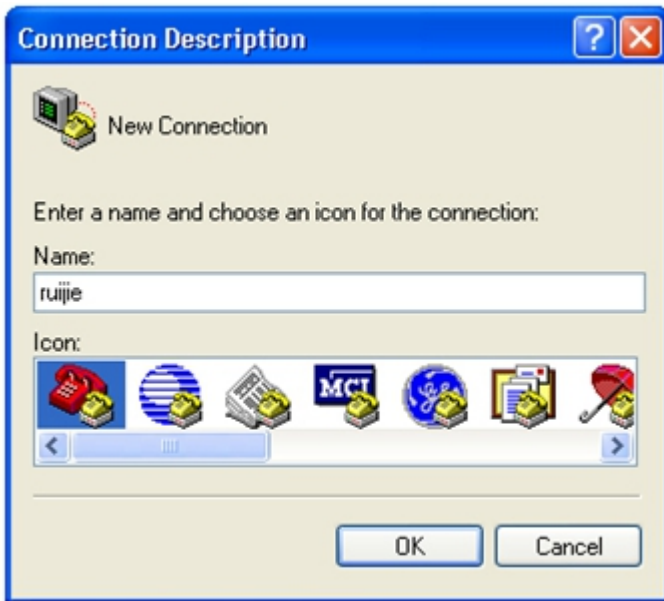 Connection Description
New Connection
Enter a name and choose an icon for the connection:
Name:
ruijie
Icon:
MCI
OK
Cancel